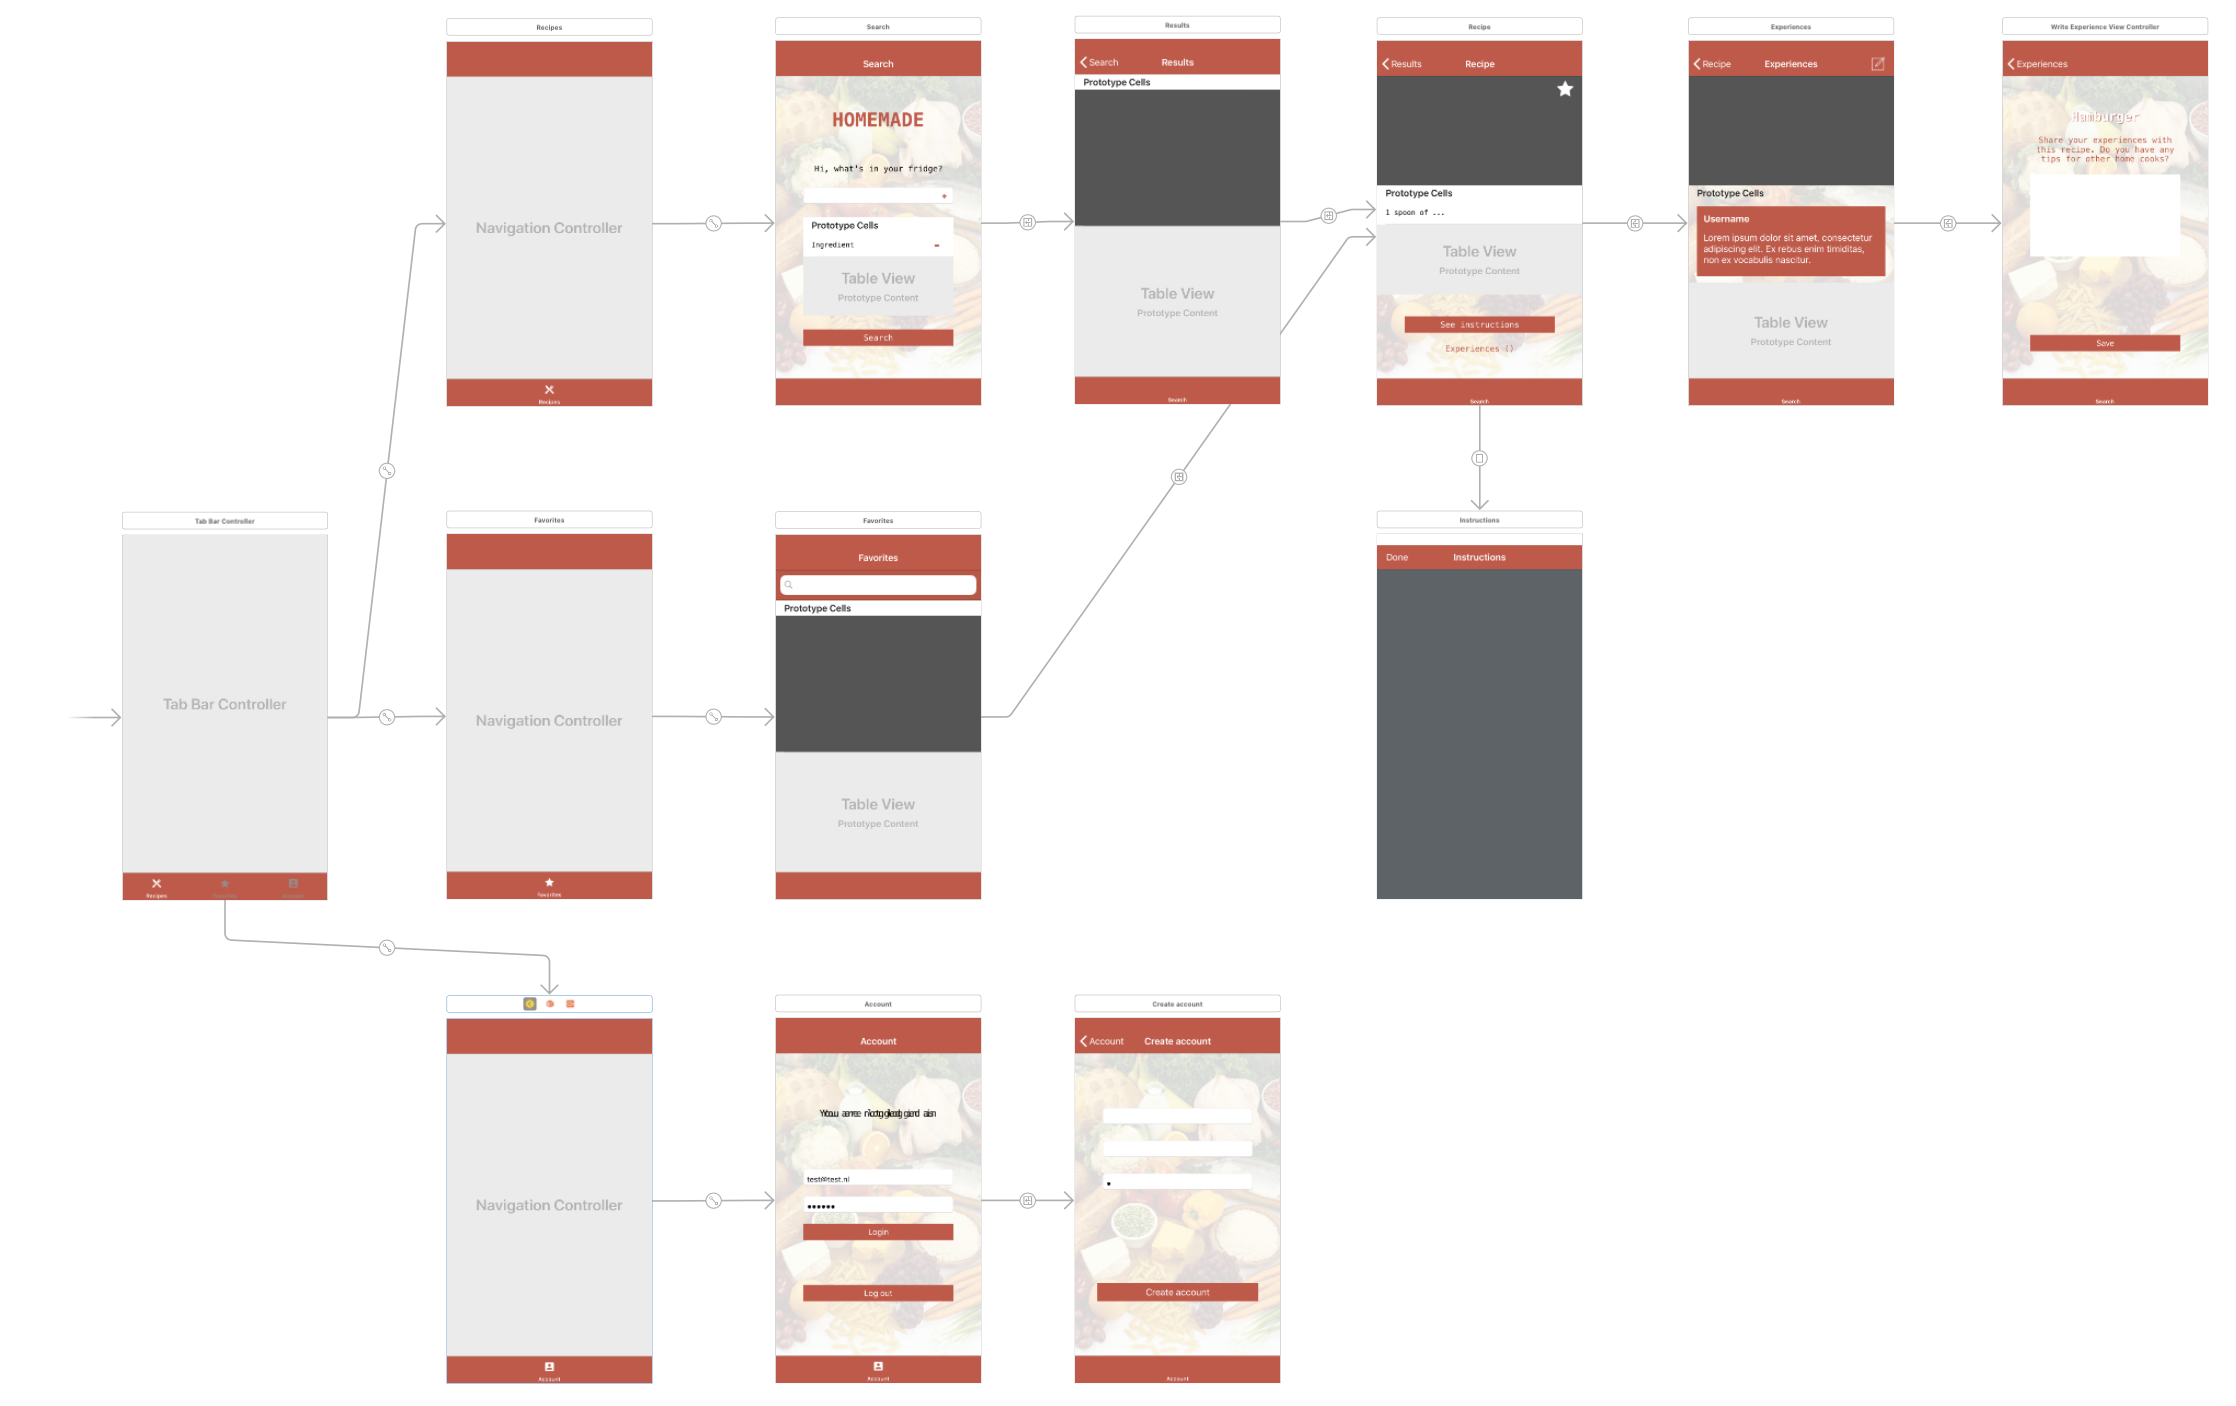 Recipes
Navigation Controller
Recipes
Search
Search
HOMEMADE
Hi, what's in your fridge?
+
Prototype Cells
Ingredient
-
Table View
Prototype Content
Search
Results
Search
Results
Prototype Cells
Table View
Prototype Content
Search
Recipe
Results
Recipe
Prototype Cells
1 spoon of ...
Table View
Prototype Content
See instructions
Experiences ()
Search
Experiences
Recipe
Experiences
Prototype Cells
Username
Lorem ipsum dolor sit amet, consectetur
adipiscing elit. Ex rebus enim timiditas,
non ex vocabulis nascitur.
Table View
Prototype Content
Search
Write Experience View Controller
Experiences
Hamburger
Share your experiences with
this recipe. Do you have any
tips for other home cooks?
Save
Search
Tab Bar Controller
Tab Bar Controller
Recipes
Favorites
Navigation Controller
Favorites
Favorites
Favorites
Prototype Cells
Table View
Prototype Content
Instructions
Done
Instructions
Navigation Controller
Account
Account
Account
test@test.nl
••••••
Login
Log out
Account
Create account
Account
Create account
•
Create account
Account